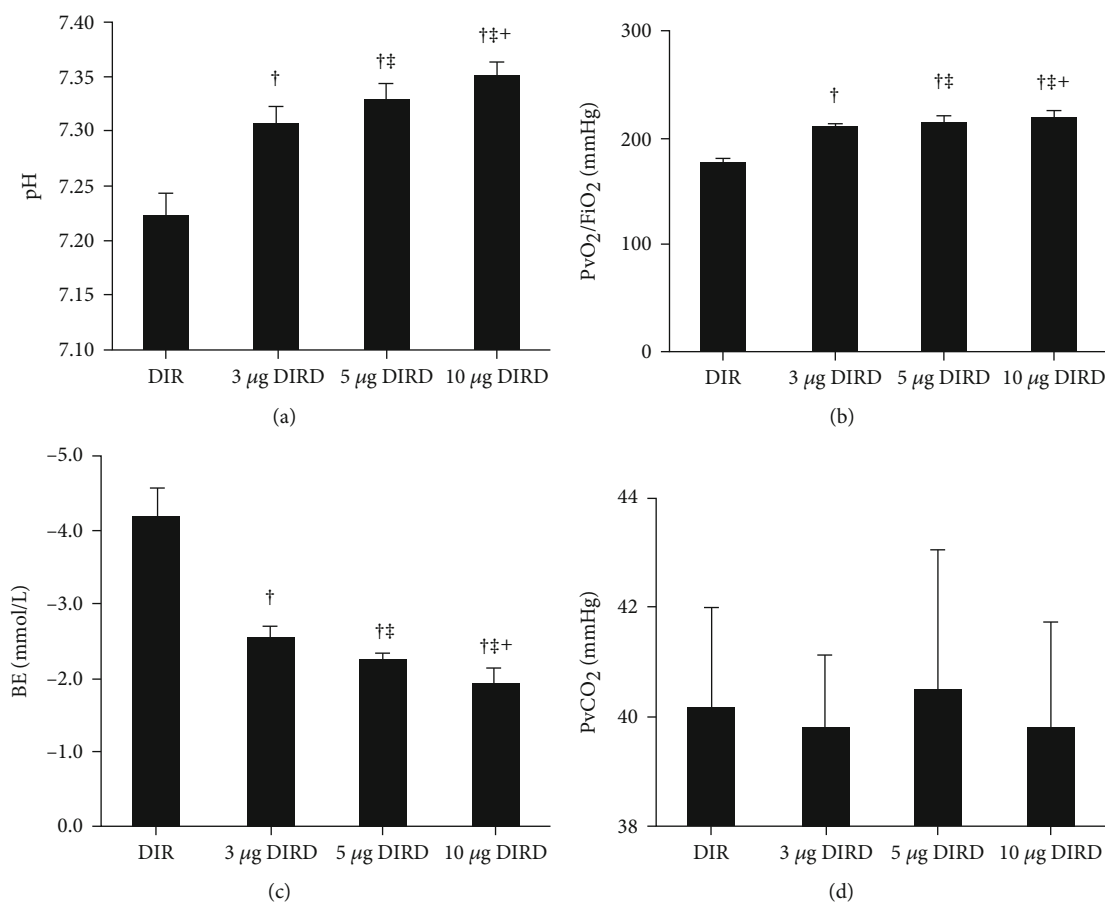 7.40
7.35
7.30
7.25
7.20
7.15
7.10
pH
†
†‡
†‡+
DIR
3 μg DIRD
5 μg DIRD
10 μg DIRD
(a)
300
200
100
0
PvO2/FiO2 (mmHg)
†
†‡
†‡+
DIR
3 μg DIRD
5 μg DIRD
10 μg DIRD
(b)
–5.0
–4.0
–3.0
–2.0
–1.0
0.0
BE (mmol/L)
†
†‡
†‡+
DIR
3 μg DIRD
5 μg DIRD
10 μg DIRD
(c)
44
42
40
38
PvCO2 (mmHg)
DIR
3 μg DIRD
5 μg DIRD
10 μg DIRD
(d)